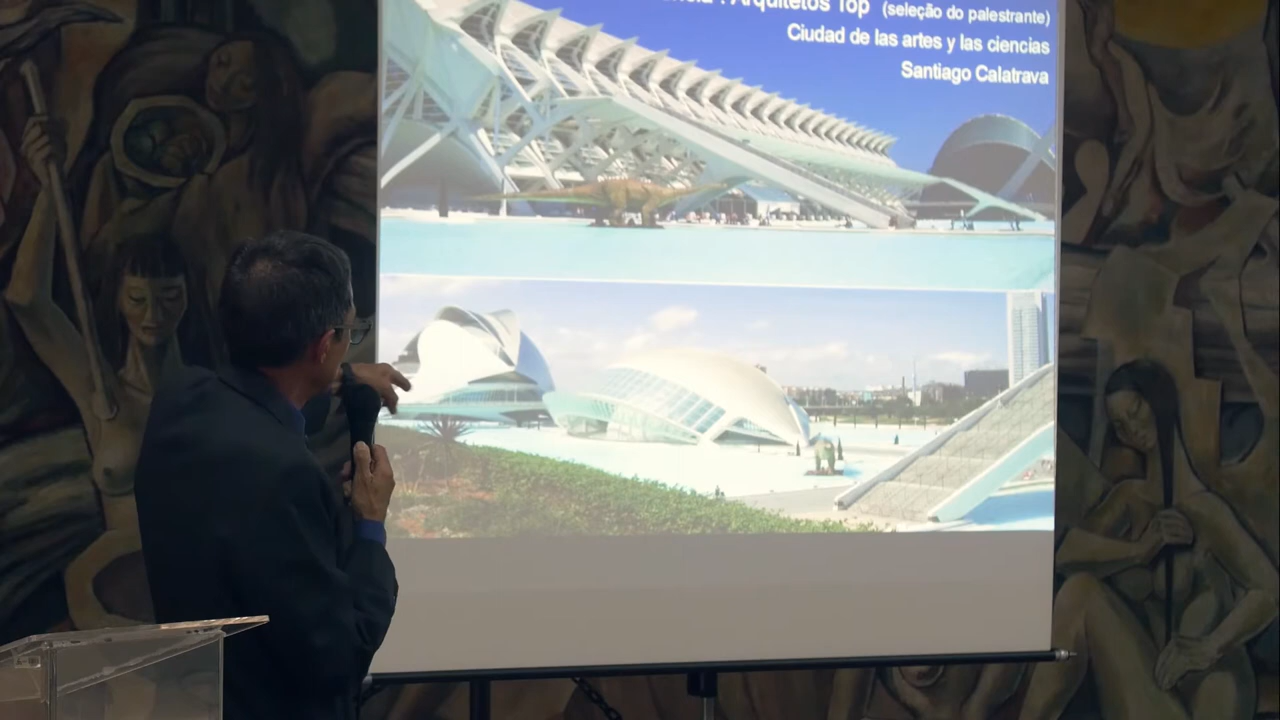 : Arquitetos Top (seleção do palestrante)
Ciudad de las artes y las ciencias
Santiago Calatrava